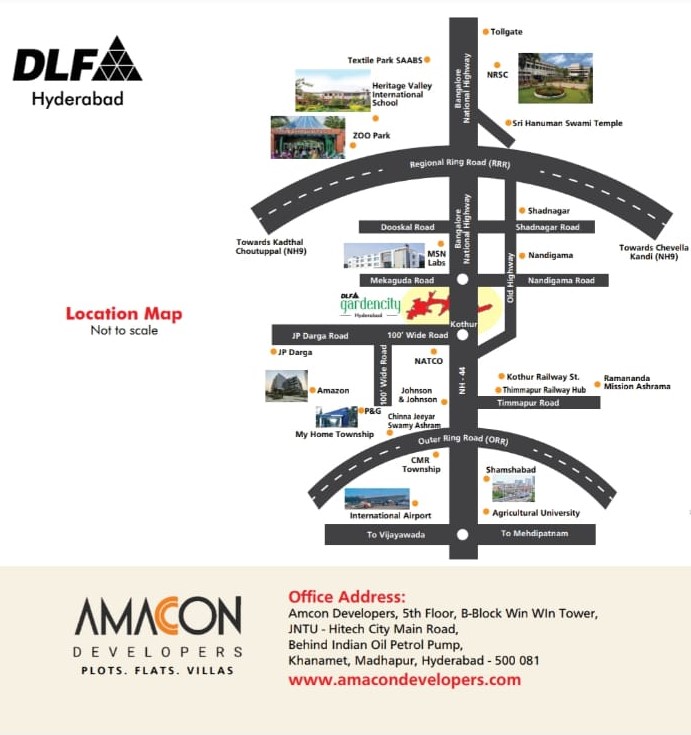 DLF
Hyderabad
Location Map
Not to scale
Tollgate
Textile Park SAABS
NRSC
Heritage Valley
International
School
Bangalore
National Highway
ZOO Park
Sri Hanuman Swami Temple
Regional Ring Road (RRR)
Towards Kadthal
Choutuppal (NH9)
Towards Chevella
Kandi (NH9)
Shadnagar
Dooskal Road
Bangalore
National Highway
Shadnagar Road
MSN
Labs
Nandigama
Old Highway
Mekaguda Road
Nandigama Road
DLF
gardencity
Hyderabad
Kothur
JP Darga Road
100' Wide Road
JP Darga
100' Wide Road
NATCO
NH - 44
Amazon
Johnson
& Johnson
Kothur Railway St.
Thimmapur Railway Hub
Ramananda
Mission Ashrama
Timmapur Road
P&G
Chinna Jeeyar
Swamy Ashram
My Home Township
Outer Ring Road (ORR)
CMR
Township
Shamshabad
International Airport
Agricultural University
To Vijayawada
To Mehdipatnam
AMACON
DEVELOPERS
PLOTS. FLATS. VILLAS
Office Address:
Amcon Developers, 5th Floor, B-Block Win WIn Tower,
JNTU - Hitech City Main Road,
Behind Indian Oil Petrol Pump,
Khanamet, Madhapur, Hyderabad - 500 081
www.amacondevelopers.com